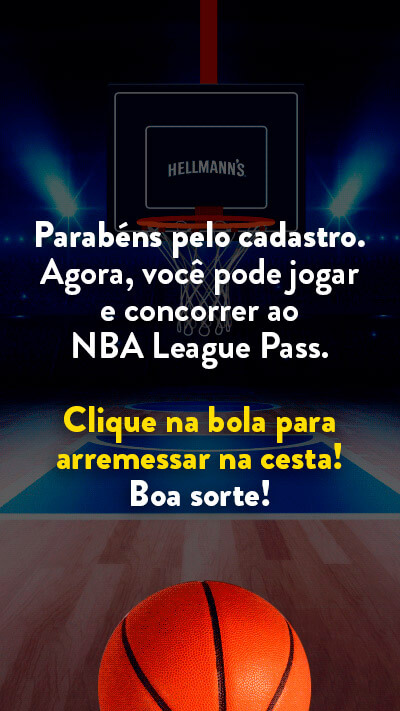 HELLMANN'S
Parabéns pelo cadastro.
Agora, você pode jogar
e concorrer ao
NBA League Pass.
Clique na bola para
arremessar na cesta!
Boa sorte!